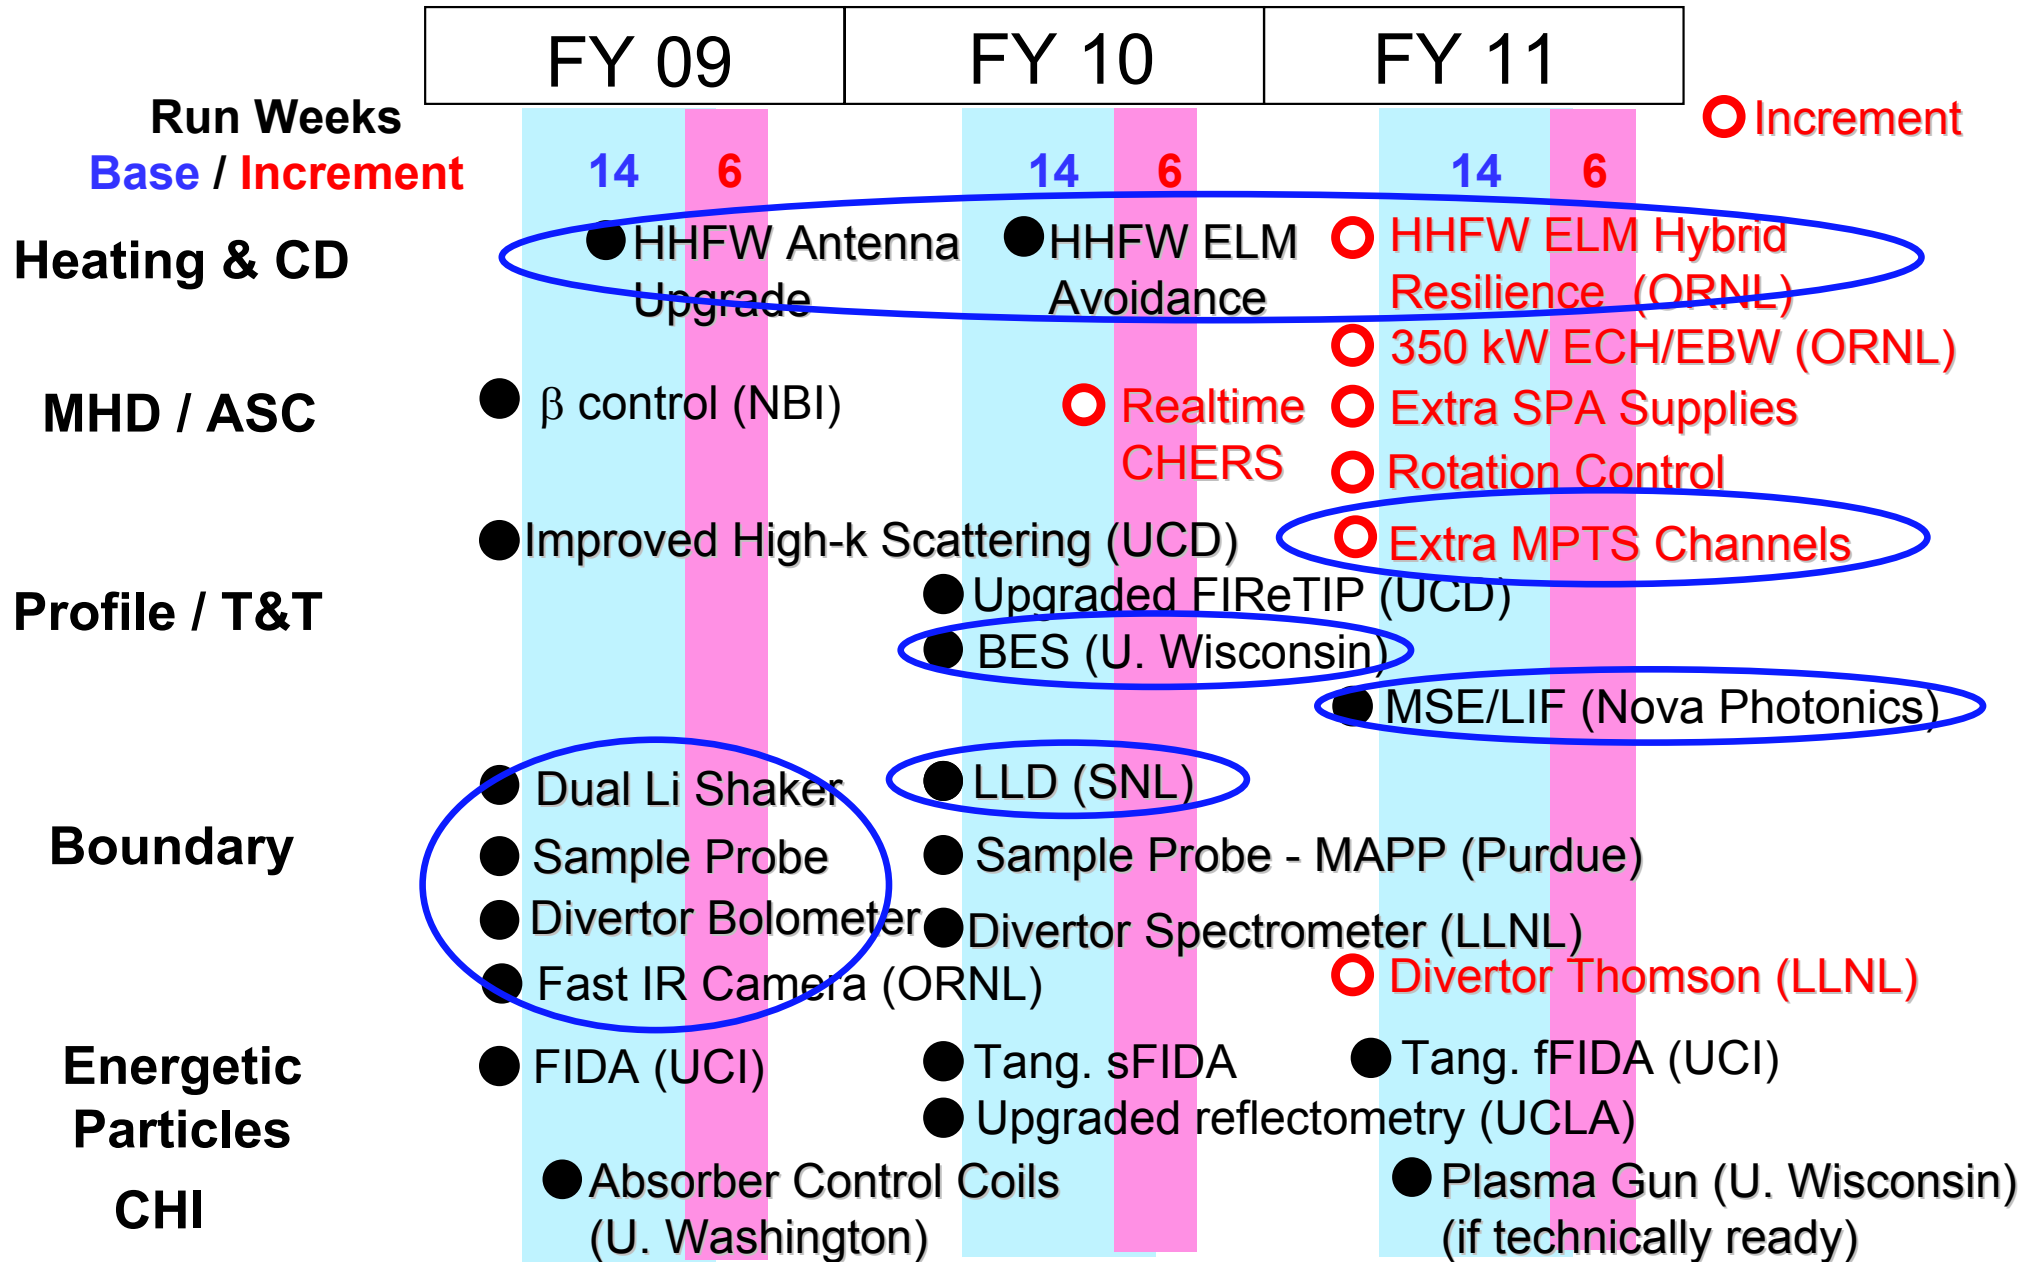 FY 09 FY 10 FY 11
Run Weeks
Increment
Base / Increment 14 6 14 6 14 6
Heating & CD
HHFW Antenna
Upgrade
HHFW ELM
Avoidance
HHFW ELM Hybrid
Resilience (ORNL)
350 kW ECH/EBW (ORNL)
MHD / ASC
β control (NBI)
Realtime
CHERS
Extra SPA Supplies
Rotation Control
Improved High-k Scattering (UCD)
Extra MPTS Channels
Profile / T&T
Upgraded FIReTIP (UCD)
BES (U. Wisconsin)
MSE/LIF (Nova Photonics)
Boundary
Dual Li Shaker
Sample Probe
Divertor Bolometer
Fast IR Camera (ORNL)
LLD (SNL)
Sample Probe - MAPP (Purdue)
Divertor Spectrometer (LLNL)
Divertor Thomson (LLNL)
Energetic
Particles
FIDA (UCI)
Tang. sFIDA
Upgraded reflectometry (UCLA)
Tang. fFIDA (UCI)
CHI
Absorber Control Coils
(U. Washington)
Plasma Gun (U. Wisconsin)
(if technically ready)